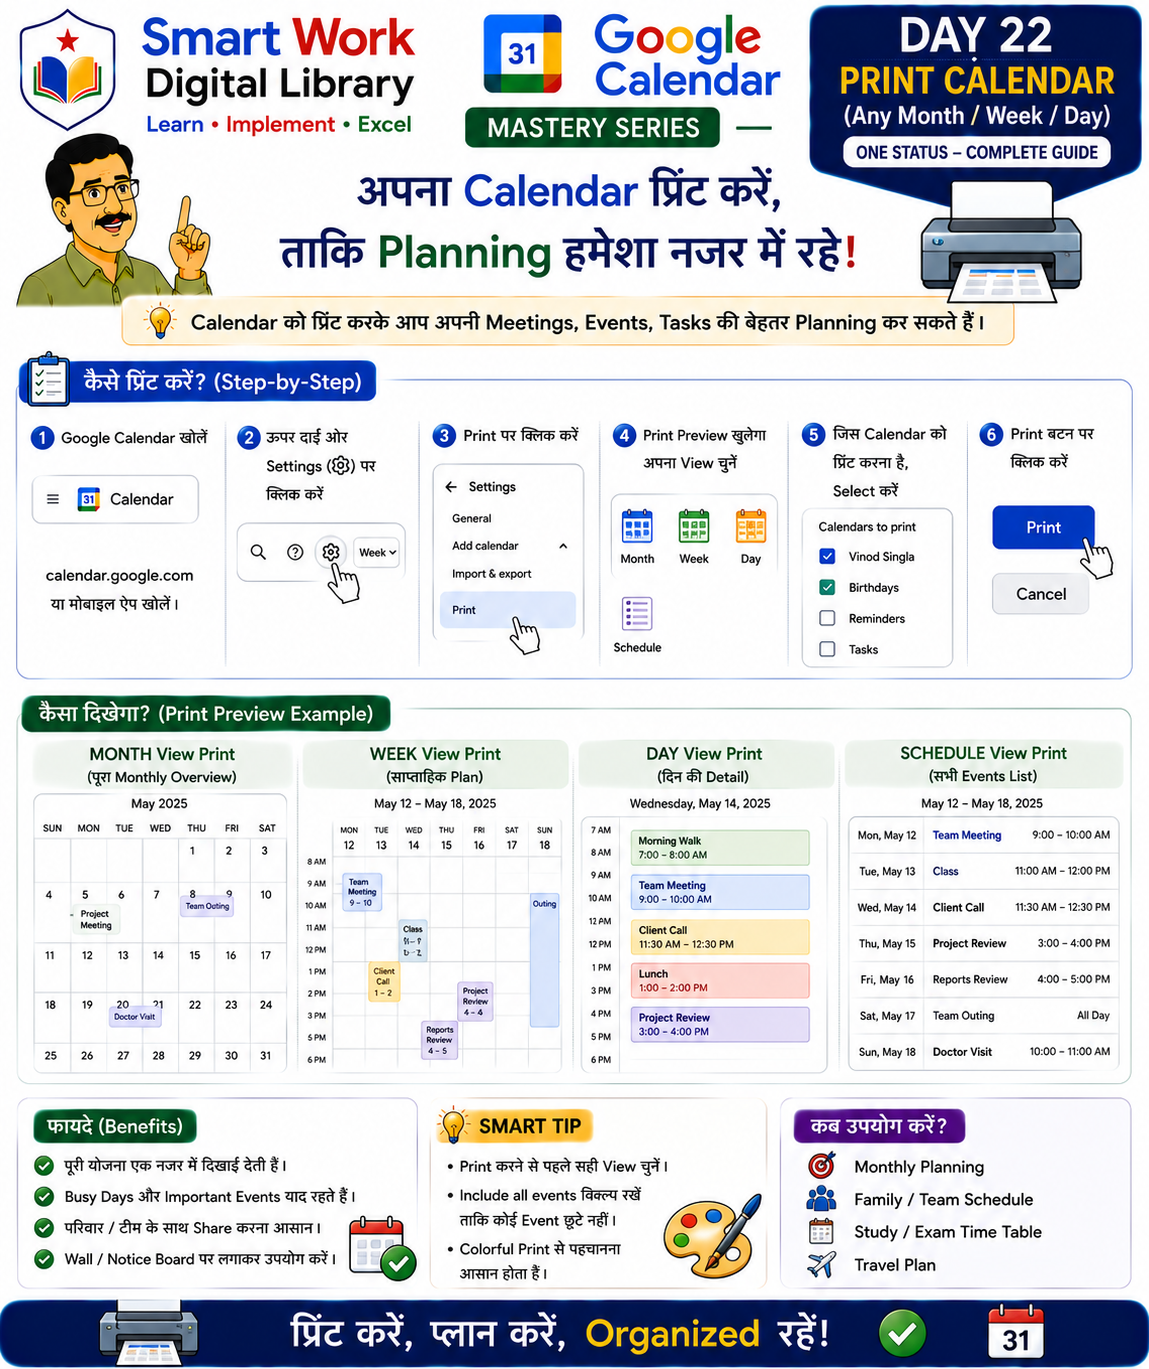 Smart Work
Digital Library
Learn • Implement • Excel
31
Google
Calendar
MASTERY SERIES
DAY 22
PRINT CALENDAR
(Any Month / Week / Day)
ONE STATUS – COMPLETE GUIDE
अपना Calendar प्रिंट करें,
ताकि Planning हमेशा नजर में रहे!
Calendar को प्रिंट करके आप अपनी Meetings, Events, Tasks की बेहतर Planning कर सकते हैं।
कैसे प्रिंट करें? (Step-by-Step)
1 Google Calendar खोलें
31 Calendar
calendar.google.com
या मोबाइल ऐप खोलें।
2 ऊपर दाई ओर
Settings () पर
क्लिक करें
Week
3 Print पर क्लिक करें
Settings
General
Add calendar
Import & export
Print
4 Print Preview खुलेगा
अपना View चुनें
Month Week Day
Schedule
5 जिस Calendar को
प्रिंट करना है,
Select करें
Calendars to print
Vinod Singla
Birthdays
Reminders
Tasks
6 Print बटन पर
क्लिक करें
Print
Cancel
कैसा दिखेगा? (Print Preview Example)
MONTH View Print
(पूरा Monthly Overview)
May 2025
SUN MON TUE WED THU FRI SAT
1 2 3
4 5 6 7 8 9 10
Project
Meeting
Team Outing
11 12 13 14 15 16 17
18 19 20 21 22 23 24
Doctor Visit
25 26 27 28 29 30 31
WEEK View Print
(साप्ताहिक Plan)
May 12 – May 18, 2025
MON TUE WED THU FRI SAT SUN
12 13 14 15 16 17 18
8 AM
9 AM
10 AM
11 AM
12 PM
1 PM
2 PM
3 PM
5 PM
6 PM
Team
Meeting
9 – 10
Outing
Class
Client
Call
1 – 2
Project
Review
4 – 4
Reports
Review
4 – 5
DAY View Print
(दिन की Detail)
Wednesday, May 14, 2025
7 AM
8 AM
9 AM
10 AM
12 AM
12 PM
1 PM
3 PM
4 PM
5 PM
6 PM
Morning Walk
7:00 – 8:00 AM
Team Meeting
9:00 – 10:00 AM
Client Call
11:30 AM – 12:30 PM
Lunch
1:00 – 2:00 PM
Project Review
3:00 – 4:00 PM
SCHEDULE View Print
(सभी Events List)
May 12 – May 18, 2025
Mon, May 12 Team Meeting 9:00 – 10:00 AM
Tue, May 13 Class 11:00 AM – 12:00 PM
Wed, May 14 Client Call 11:30 AM – 12:30 PM
Thu, May 15 Project Review 3:00 – 4:00 PM
Fri, May 16 Reports Review 4:00 – 5:00 PM
Sat, May 17 Team Outing All Day
Sun, May 18 Doctor Visit 10:00 – 11:00 AM
फायदे (Benefits)
पूरी योजना एक नजर में दिखाई देती हैं।
Busy Days और Important Events याद रहते हैं।
परिवार / टीम के साथ Share करना आसान।
Wall / Notice Board पर लगाकर उपयोग करें।
SMART TIP
• Print करने से पहले सही View चुनें।
• Include all events विकल्प रखें
ताकि कोई Event छूटे नहीं।
• Colorful Print से पहचानना
आसान होता हैं।
कब उपयोग करें?
Monthly Planning
Family / Team Schedule
Study / Exam Time Table
Travel Plan
प्रिंट करें, प्लान करें, Organized रहें!
31